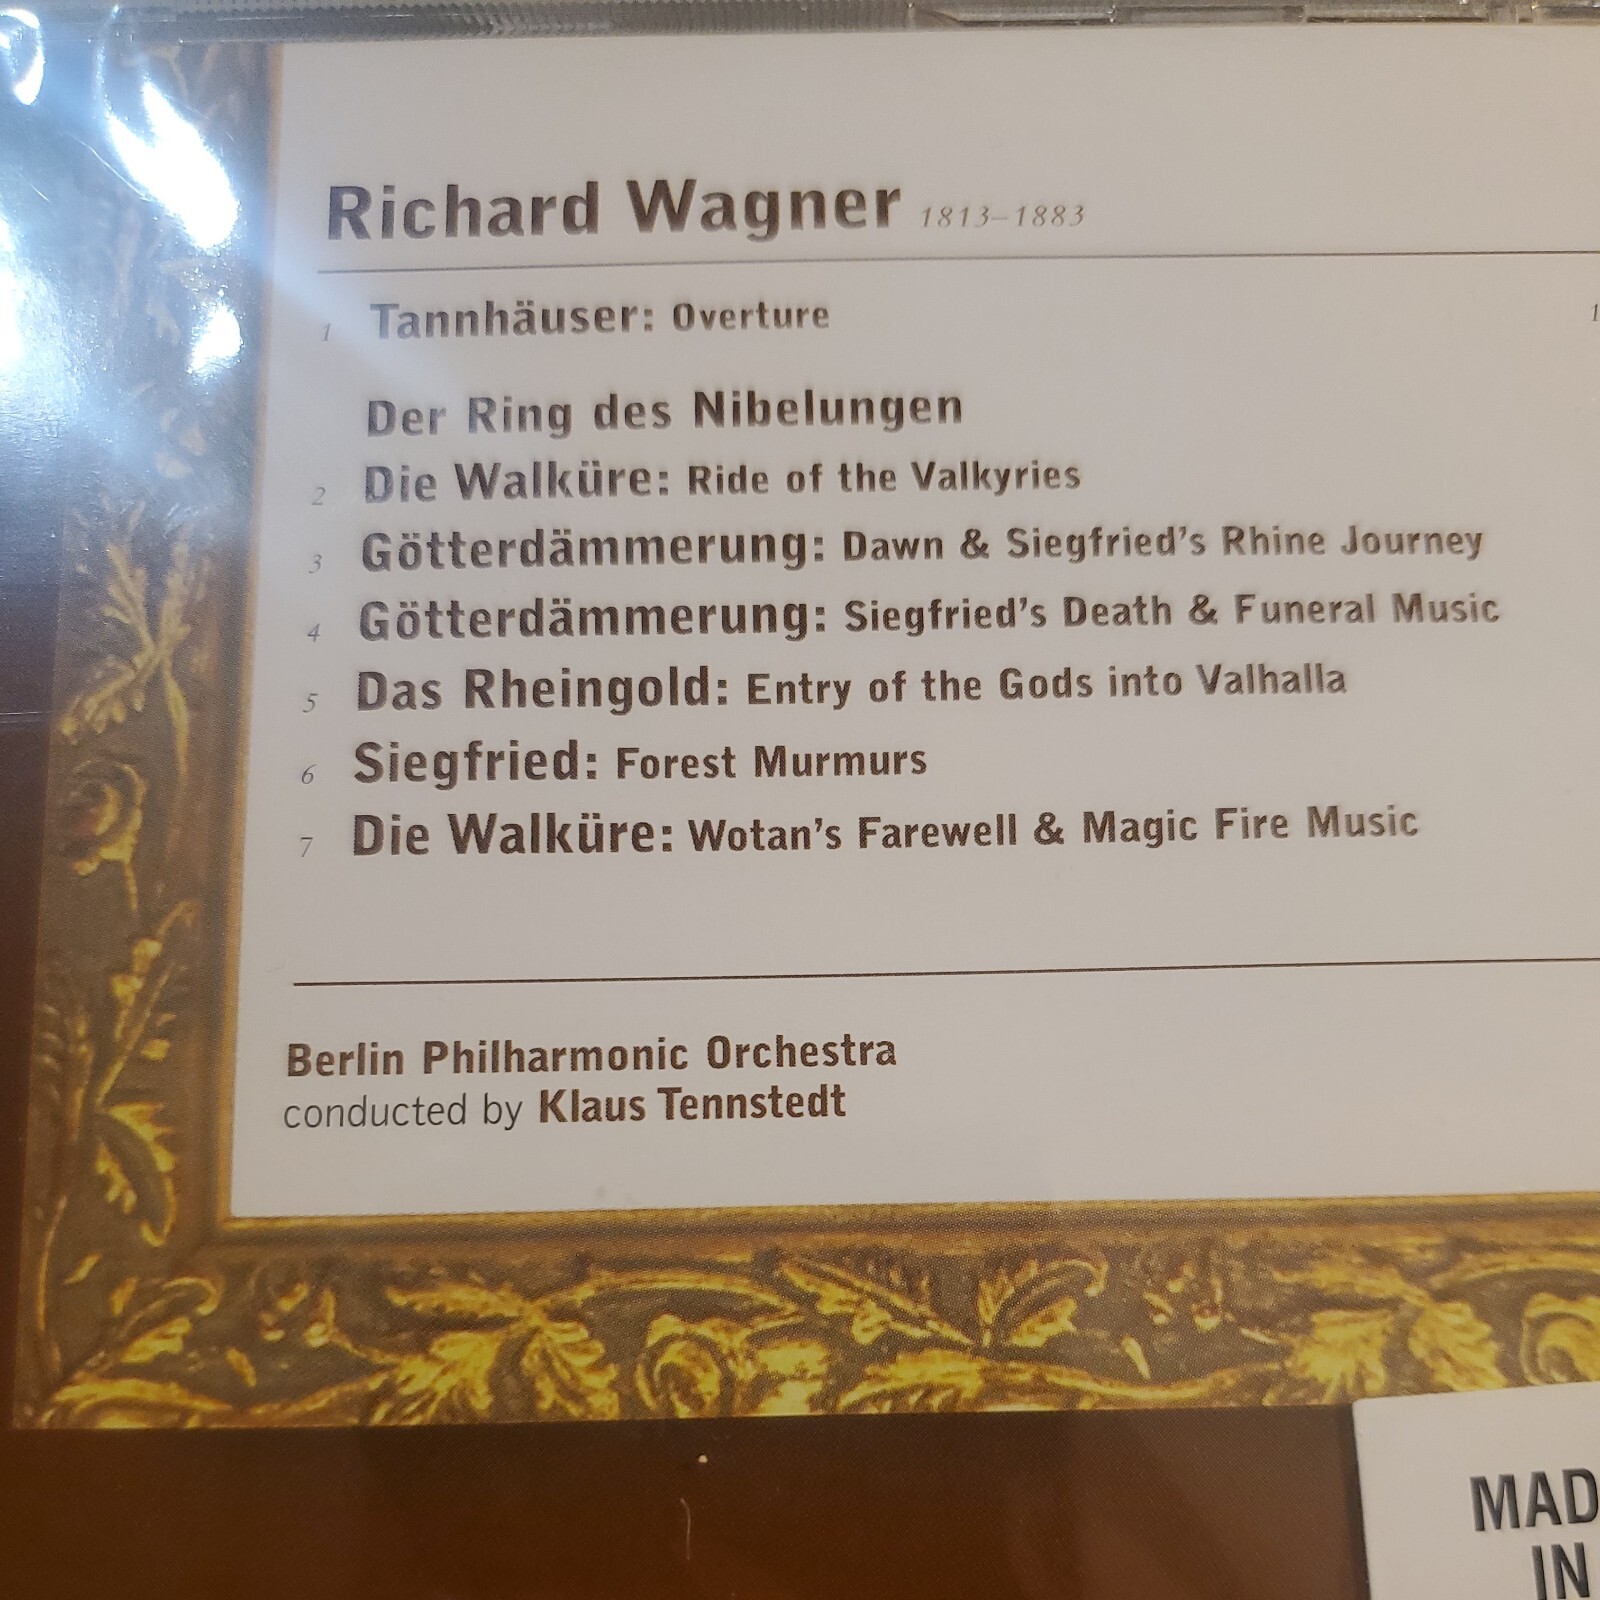 Richard Wagner 1813–1883
1 Tannhäuser: Overture
Der Ring des Nibelungen
2 Die Walküre: Ride of the Valkyries
3 Götterdämmerung: Dawn & Siegfried's Rhine Journey
4 Götterdämmerung: Siegfried's Death & Funeral Music
5 Das Rheingold: Entry of the Gods into Valhalla
6 Siegfried: Forest Murmurs
7 Die Walküre: Wotan's Farewell & Magic Fire Music
Berlin Philharmonic Orchestra
conducted by Klaus Tennstedt
MAD
IN